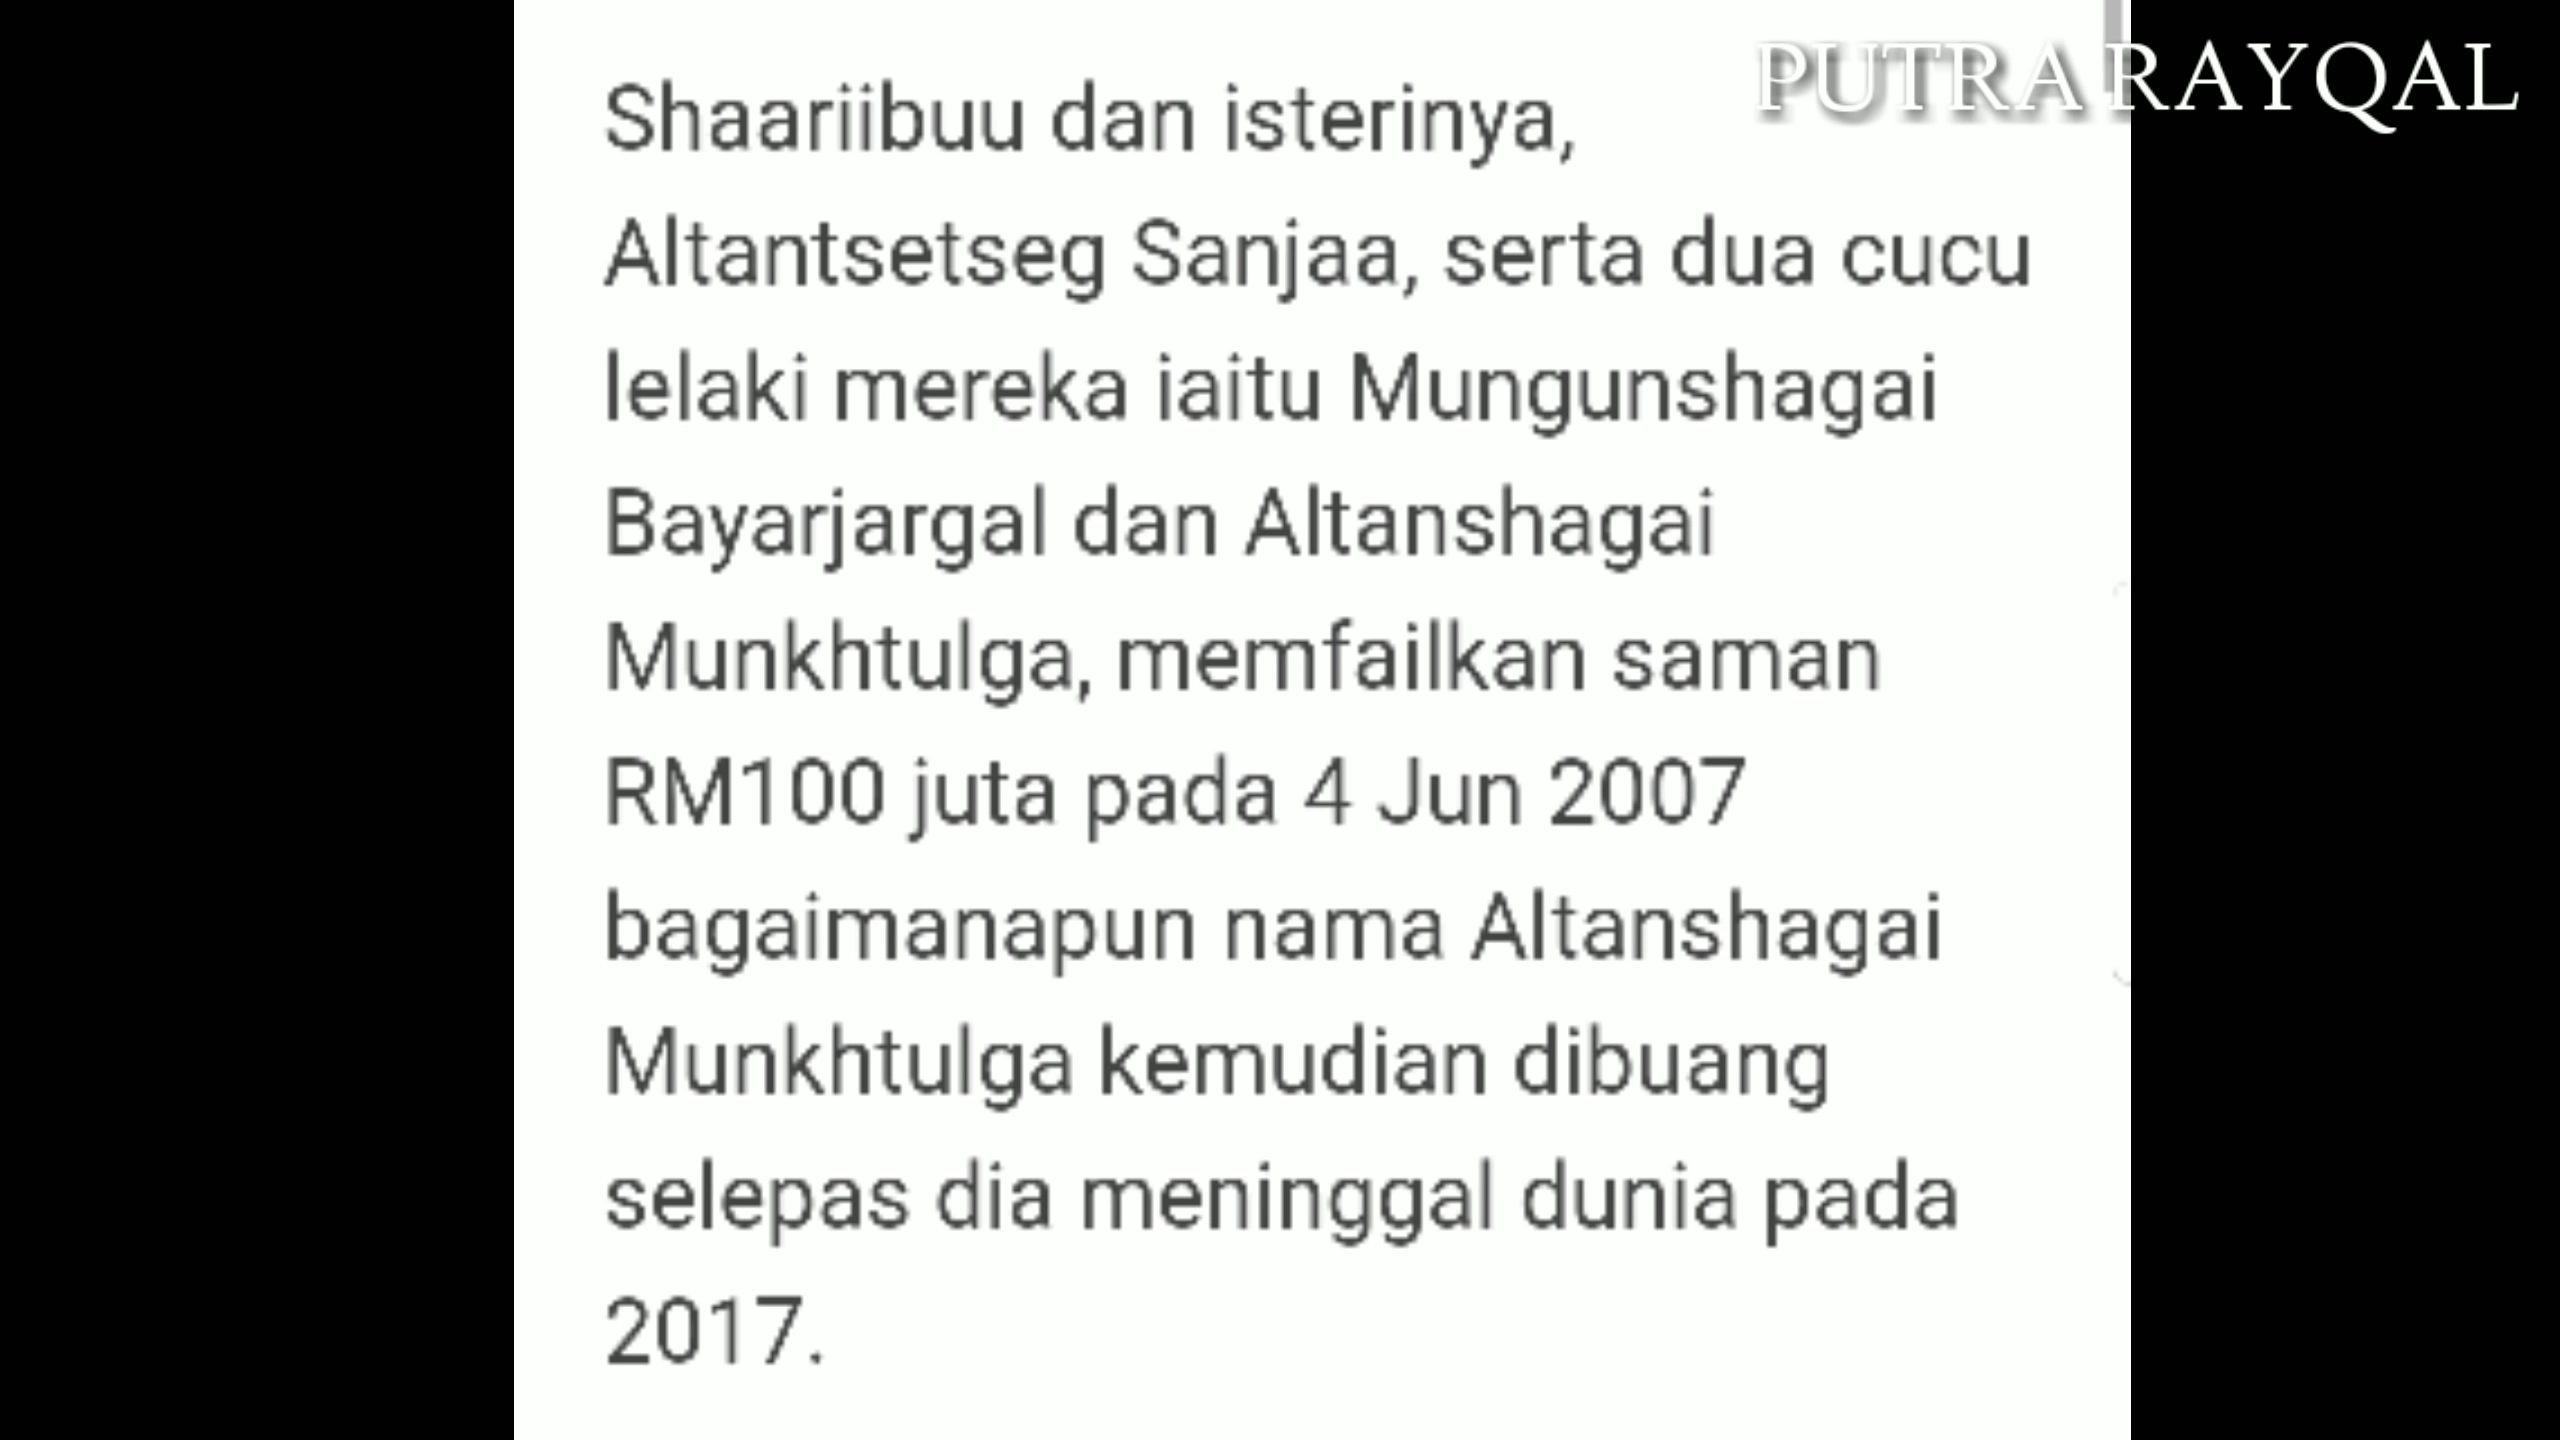 PUTRA RAYQAL
Shaariibuu dan isterinya,
Altantsetseg Sanjaa, serta dua cucu
lelaki mereka iaitu Mungunshagai
Bayarjargal dan Altanshagai
Munkhtulga, memfailkan saman
RM100 juta pada 4 Jun 2007
bagaimanapun nama Altanshagai
Munkhtulga kemudian dibuang
selepas dia meninggal dunia pada
2017.